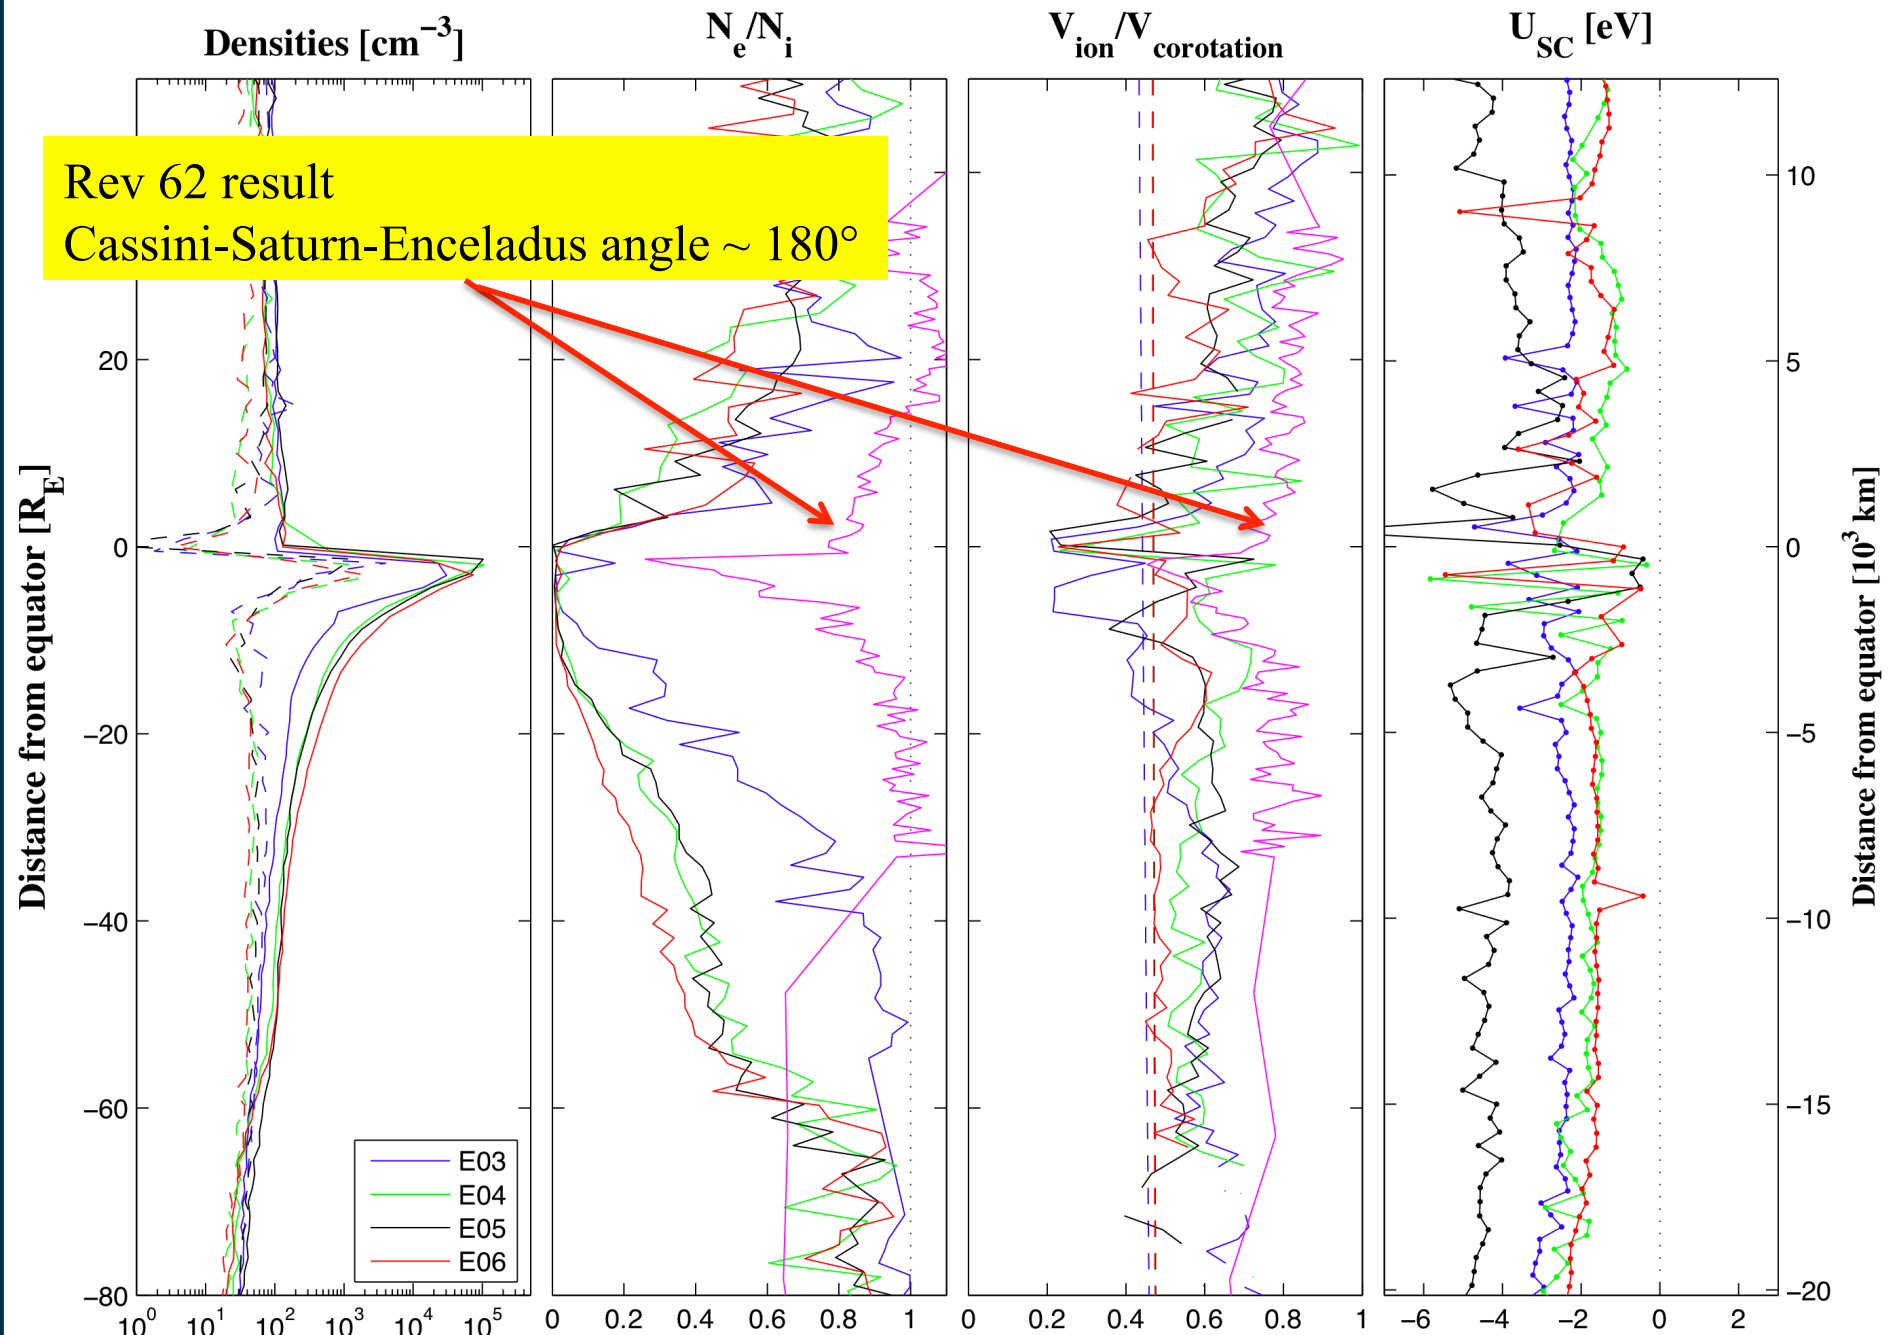 Densities [cm⁻³]
Nₑ/Nᵢ
V_ion/V_corotation
U_SC [eV]
Rev 62 result
Cassini-Saturn-Enceladus angle ~ 180°
Distance from equator [R_E]
20
0
−20
−40
−60
−80
10
5
0
−5
−10
−15
−20
Distance from equator [10³ km]
E03
E04
E05
E06
10⁰ 10¹ 10² 10³ 10⁴ 10⁵
0 0.2 0.4 0.6 0.8 1
0 0.2 0.4 0.6 0.8 1
−6 −4 −2 0 2